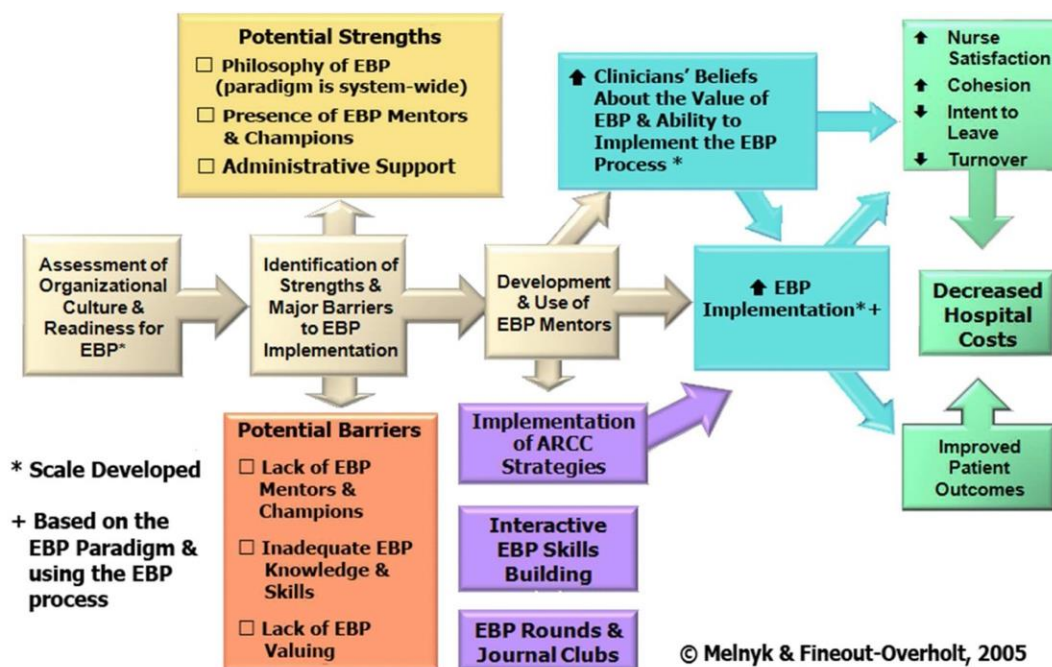 Potential Strengths
☐ Philosophy of EBP
(paradigm is system-wide)
☐ Presence of EBP Mentors
& Champions
☐ Administrative Support
Assessment of
Organizational
Culture &
Readiness for
EBP*
Identification of
Strengths &
Major Barriers
to EBP
Implementation
Development
& Use of
EBP Mentors
⬆ Clinicians' Beliefs
About the Value of
EBP & Ability to
Implement the EBP
Process *
⬆ EBP
Implementation*+
⬆ Nurse
Satisfaction
⬆ Cohesion
⬇ Intent to
Leave
⬇ Turnover
Decreased
Hospital
Costs
Improved
Patient
Outcomes
Potential Barriers
☐ Lack of EBP
Mentors &
Champions
☐ Inadequate EBP
Knowledge &
Skills
☐ Lack of EBP
Valuing
Implementation
of ARCC
Strategies
Interactive
EBP Skills
Building
EBP Rounds &
Journal Clubs
* Scale Developed
+ Based on the
EBP Paradigm &
using the EBP
process
© Melnyk & Fineout-Overholt, 2005